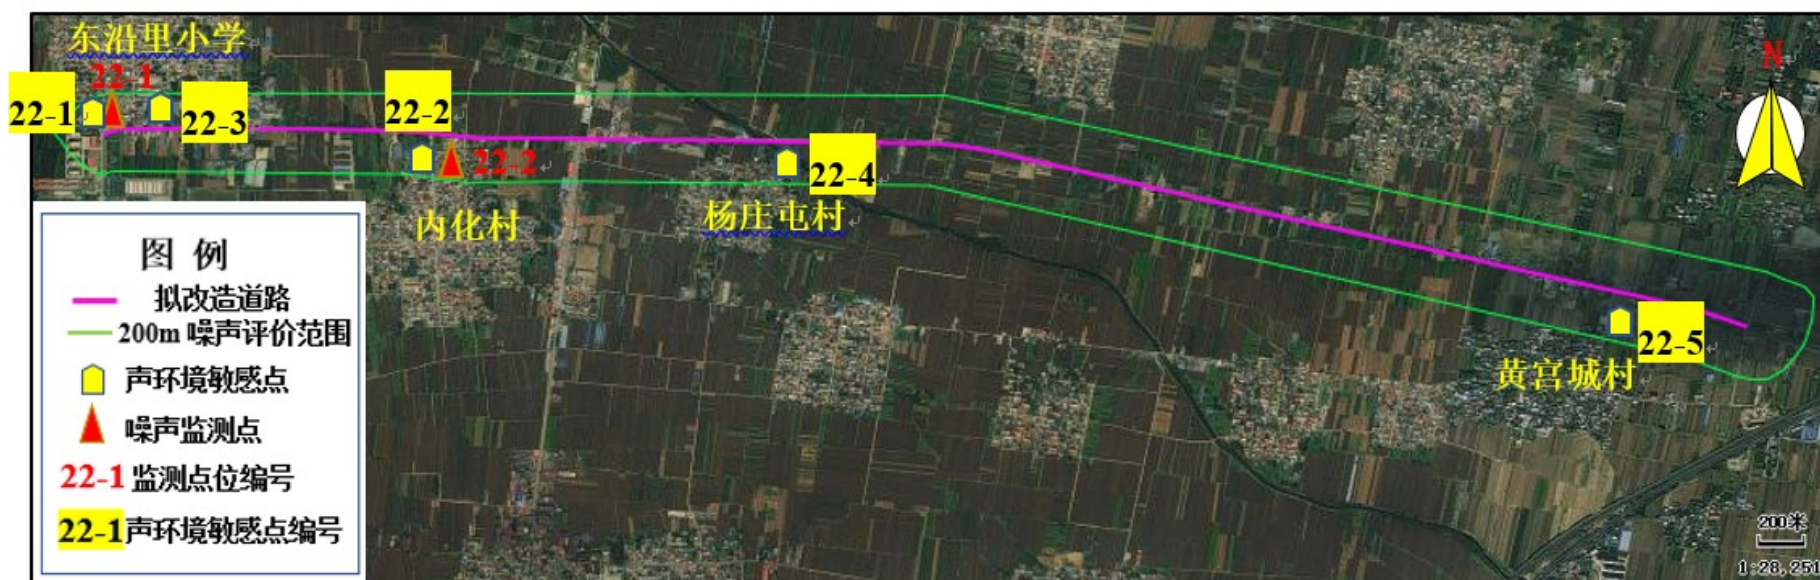 东沿里小学
22-1
N
22-1
22-3
22-2
22-2
22-4
内化村
杨庄屯村
22-5
黄宫城村
图 例
拟改造道路
200m 噪声评价范围
声环境敏感点
噪声监测点
22-1 监测点位编号
22-1 声环境敏感点编号
200米